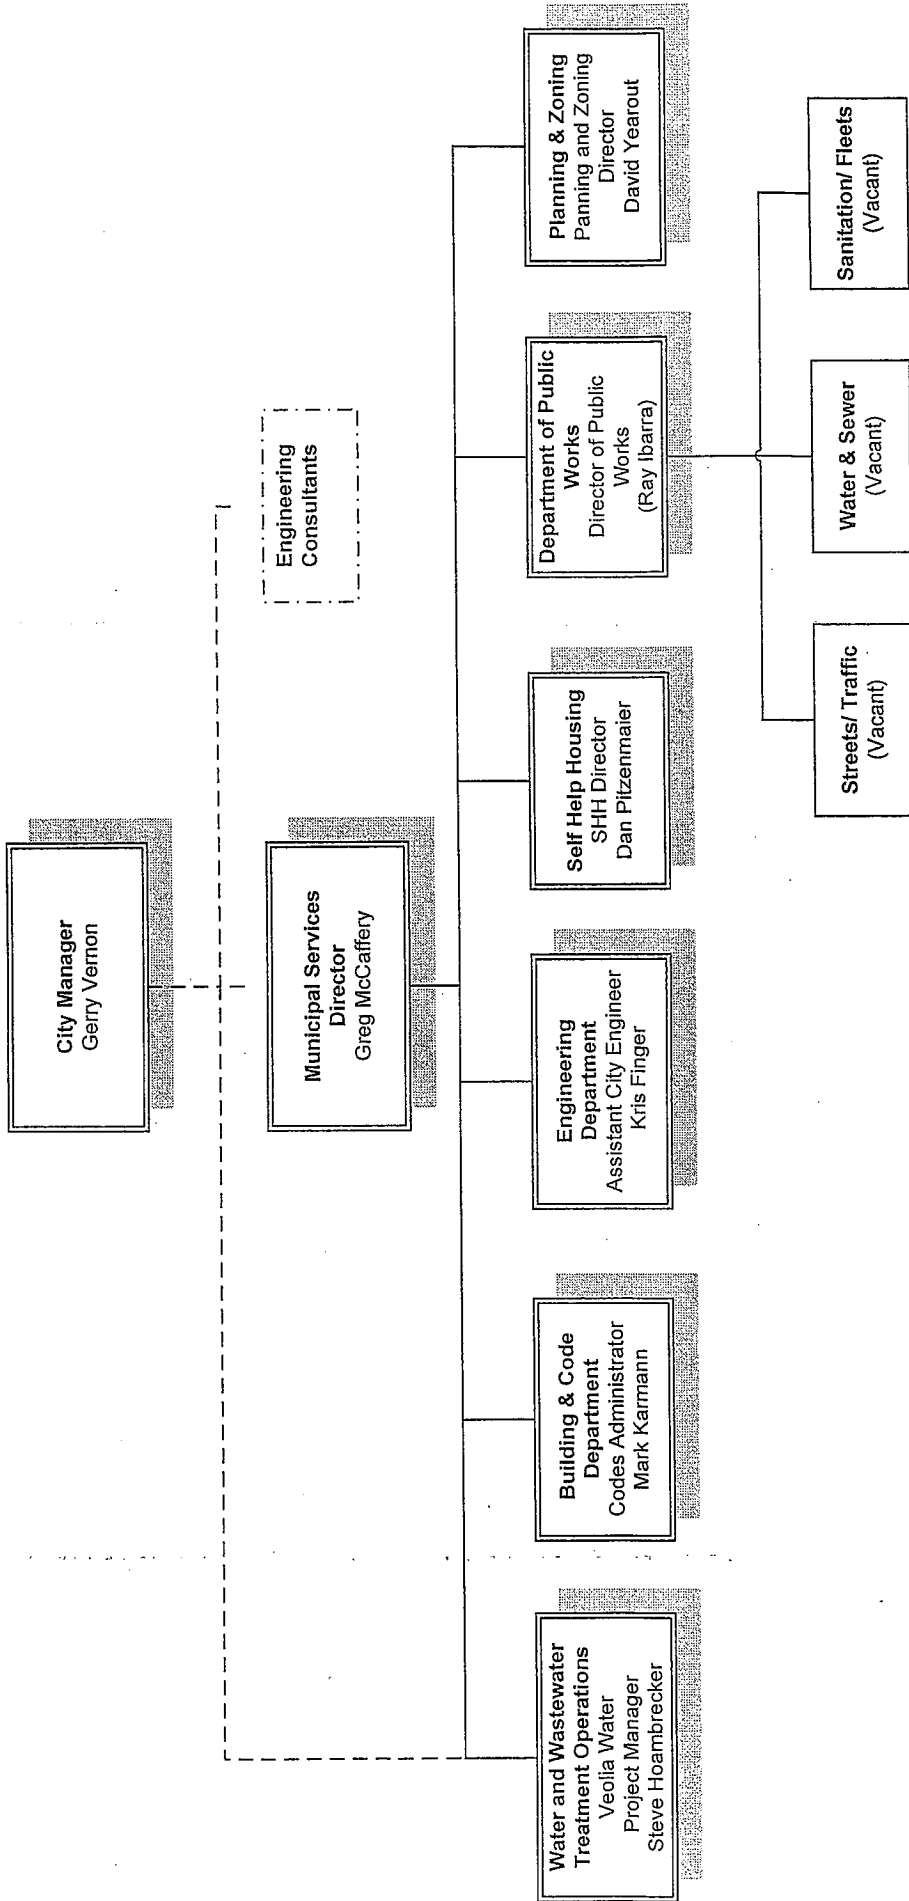 City Manager
Gerry Vernon
Engineering
Consultants
Municipal Services
Director
Greg McCaffery
Water and Wastewater
Treatment Operations
Veolia Water
Project Manager
Steve Hoambrecker
Building & Code
Department
Codes Administrator
Mark Karmann
Engineering
Department
Assistant City Engineer
Kris Finger
Self Help Housing
SHH Director
Dan Pitzenmaier
Department of Public
Works
Director of Public
Works
(Ray Ibarra)
Planning & Zoning
Panning and Zoning
Director
David Yearout
Streets/ Traffic
(Vacant)
Water & Sewer
(Vacant)
Sanitation/ Fleets
(Vacant)